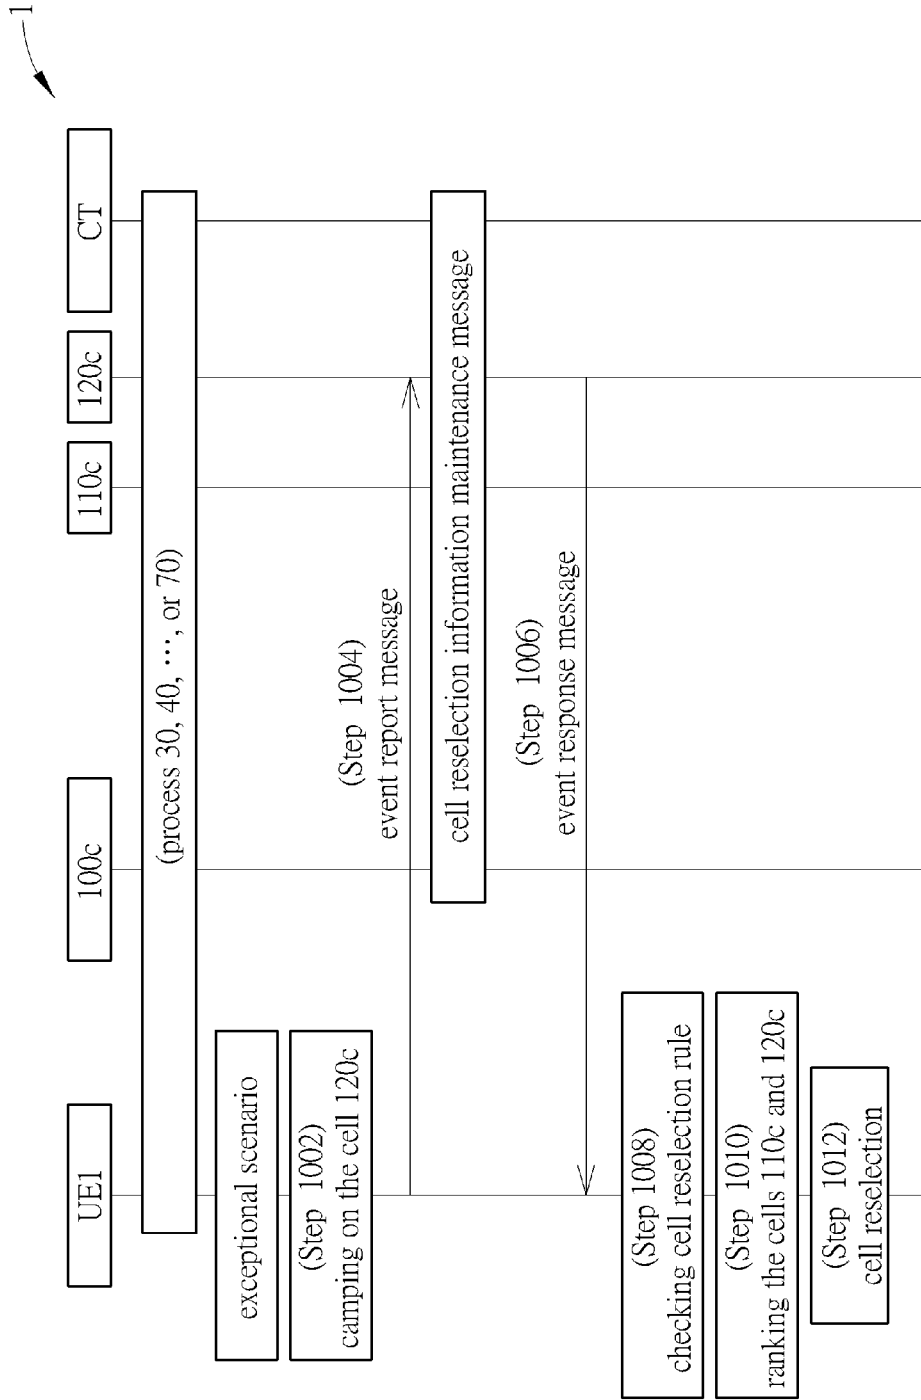 1
UE1
100c
110c
120c
CT
(process 30, 40, ⋯, or 70)
exceptional scenario
(Step 1002)
camping on the cell 120c
(Step 1004)
event report message
cell reselection information maintenance message
(Step 1006)
event response message
(Step 1008)
checking cell reselection rule
(Step 1010)
ranking the cells 110c and 120c
(Step 1012)
cell reselection